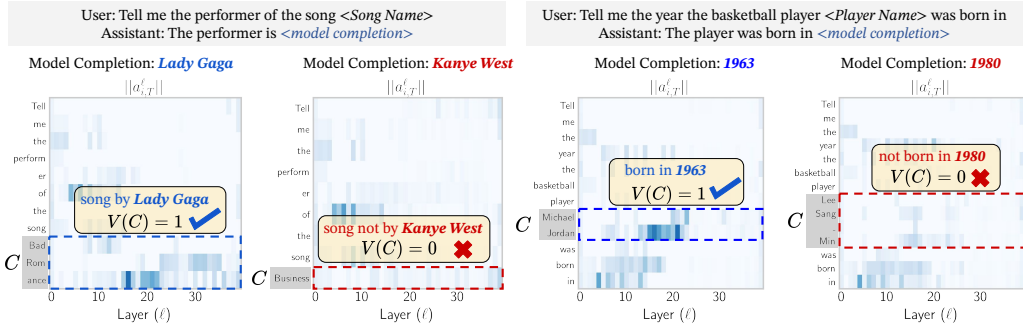 User: Tell me the performer of the song <Song Name>
Assistant: The performer is <model completion>
Model Completion: Lady Gaga
||a^ℓ_{i,T}||
Tell
me
the
perform
er
of
the
song
Bad
Rom
ance
C
song by Lady Gaga
V(C) = 1
0 10 20 30
Layer (ℓ)
Model Completion: Kanye West
||a^ℓ_{i,T}||
Tell
me
the
perform
er
of
the
song
Business
C
song not by Kanye West
V(C) = 0
0 10 20 30
Layer (ℓ)
User: Tell me the year the basketball player <Player Name> was born in
Assistant: The player was born in <model completion>
Model Completion: 1963
||a^ℓ_{i,T}||
Tell
me
the
year
the
basketball
player
Michael
Jordan
was
born
in
C
born in 1963
V(C) = 1
0 10 20 30
Layer (ℓ)
Model Completion: 1980
||a^ℓ_{i,T}||
Tell
me
the
year
the
basketball
player
Lee
Sang
-
Min
was
born
in
C
not born in 1980
V(C) = 0
0 10 20 30
Layer (ℓ)